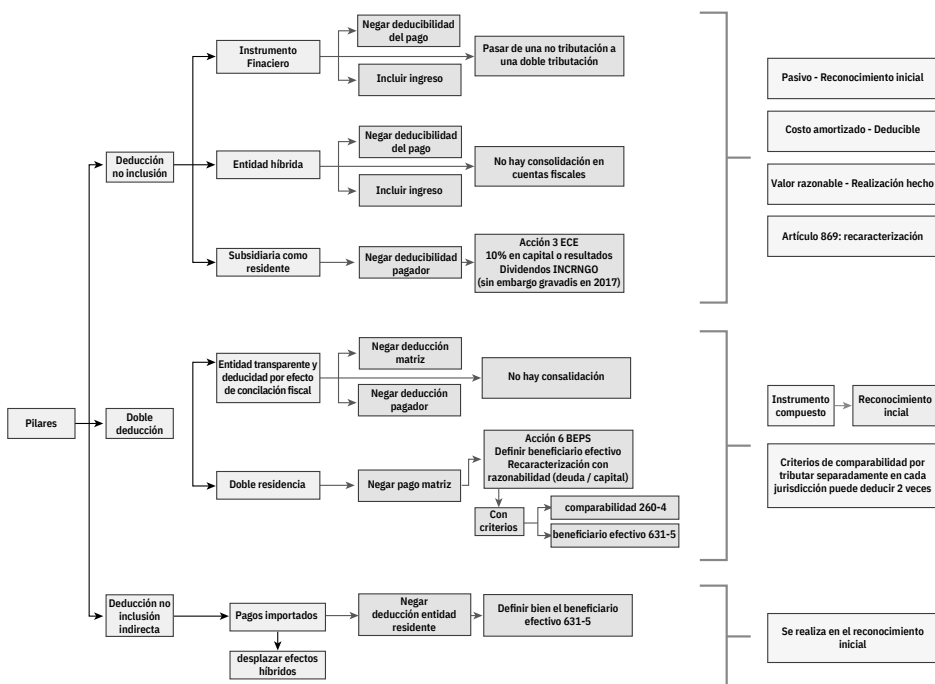 Pilares
Deducción
no inclusión
Instrumento
Finaciero
Negar deducibilidad
del pago
Incluir ingreso
Pasar de una no tributación a
una doble tributación
Entidad híbrida
Negar deducibilidad
del pago
Incluir ingreso
No hay consolidación en
cuentas fiscales
Subsidiaria como
residente
Negar deducibilidad
pagador
Acción 3 ECE
10% en capital o resultados
Dividendos INCRNGO
(sin embargo gravadis en 2017)
Pasivo - Reconocimiento inicial
Costo amortizado - Deducible
Valor razonable - Realización hecho
Artículo 869: recaracterización
Doble
deducción
Entidad transparente y
deducidad por efecto
de conciliación fiscal
Negar deducción
matriz
Negar deducción
pagador
No hay consalidación
Doble residencia
Negar pago matriz
Acción 6 BEPS
Definir beneficiario efectivo
Recaracterización con
razonabilidad (deuda / capital)
Con
criterios
comparabilidad 260-4
beneficiario efectivo 631-5
Instrumento
compuesto
Reconocimiento
incial
Criterios de comparabilidad por
tributar separadamente en cada
jurisdicción puede deducir 2 veces
Deducción no
inclusión
indirecta
Pagos importados
desplazar efectos
híbridos
Negar
deducción entidad
residente
Definir bien el beneficiario
efectivo 631-5
Se realiza en el reconocimiento
inicial